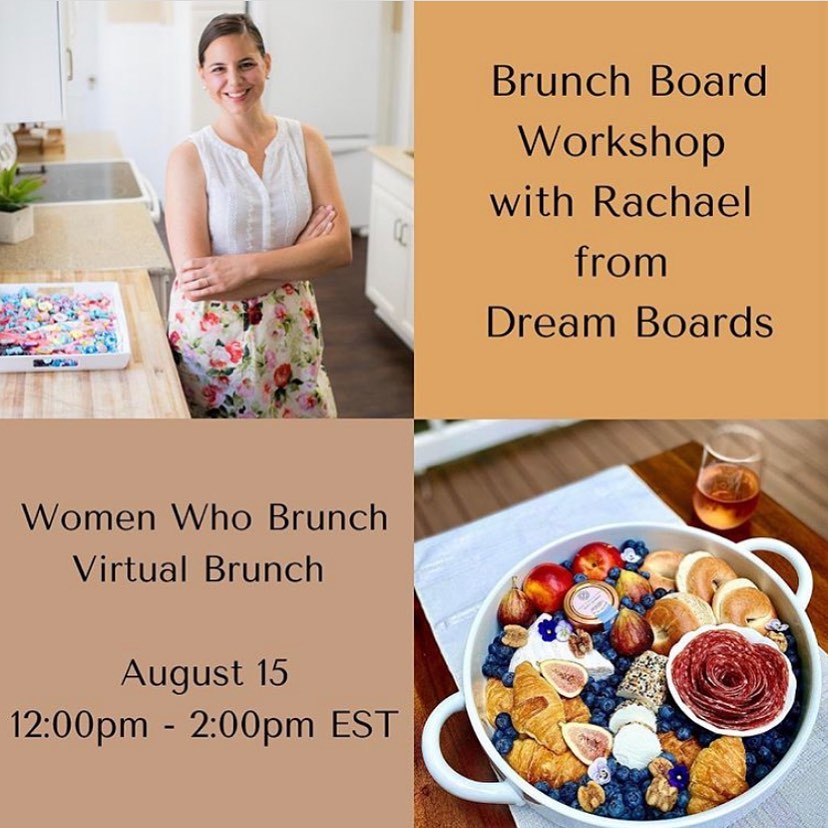 Brunch Board
Workshop
with Rachael
from
Dream Boards
Women Who Brunch
Virtual Brunch
August 15
12:00pm - 2:00pm EST